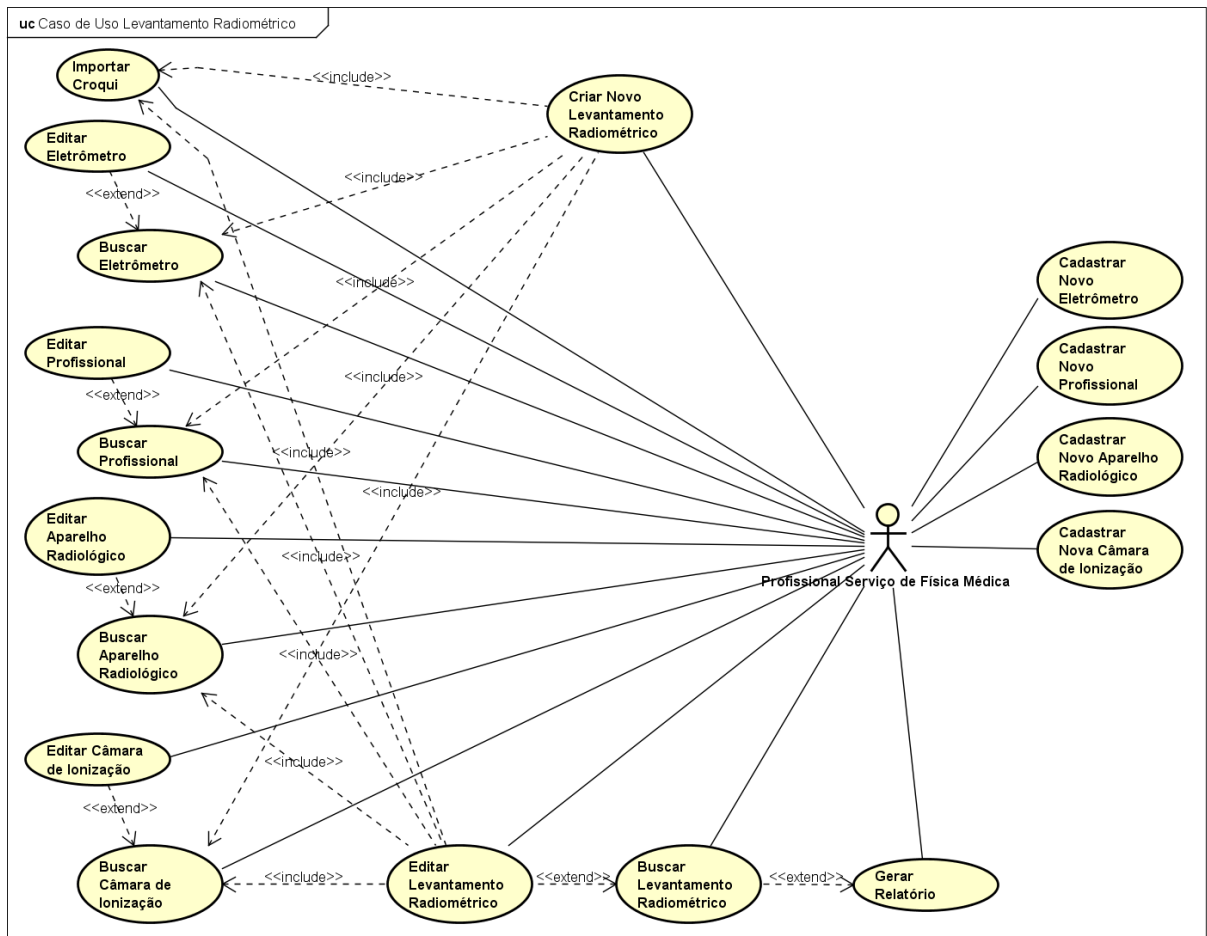 uc Caso de Uso Levantamento Radiométrico
Importar
Croqui
<<include>>
Criar Novo
Levantamento
Radiométrico
Editar
Eletrômetro
<<extend>>
<<include>>
Buscar
Eletrômetro
<<include>>
Cadastrar
Novo
Eletrômetro
Editar
Profissional
<<extend>>
<<include>>
Cadastrar
Novo
Profissional
Buscar
Profissional
<<include>>
<<include>>
Cadastrar
Novo Aparelho
Radiológico
Editar
Aparelho
Radiológico
<<include>>
Cadastrar
Nova Câmara
de Ionização
Profissional Serviço de Física Médica
<<extend>>
Buscar
Aparelho
Radiológico
<<include>>
Editar Câmara
de Ionização
<<include>>
<<extend>>
Buscar
Câmara de
Ionização
<<include>>
Editar
Levantamento
Radiométrico
<<extend>>
Buscar
Levantamento
Radiométrico
<<extend>>
Gerar
Relatório